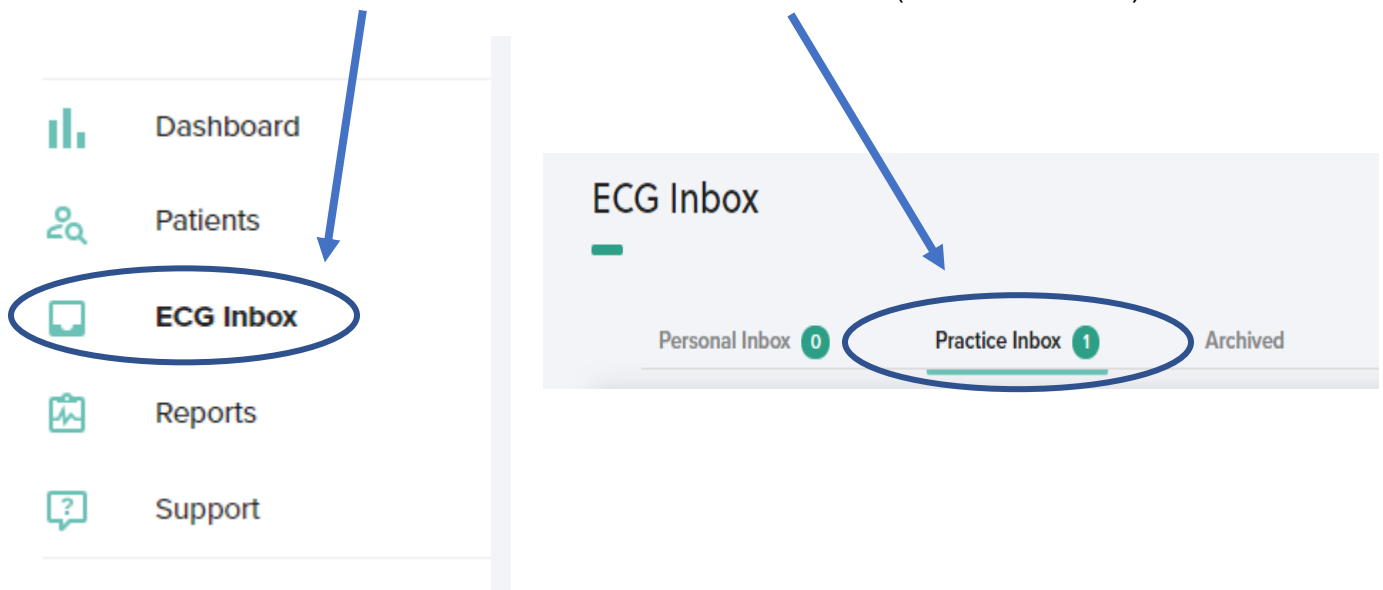 Dashboard
Patients
ECG Inbox
Reports
Support
ECG Inbox
Personal Inbox 0 Practice Inbox 1 Archived